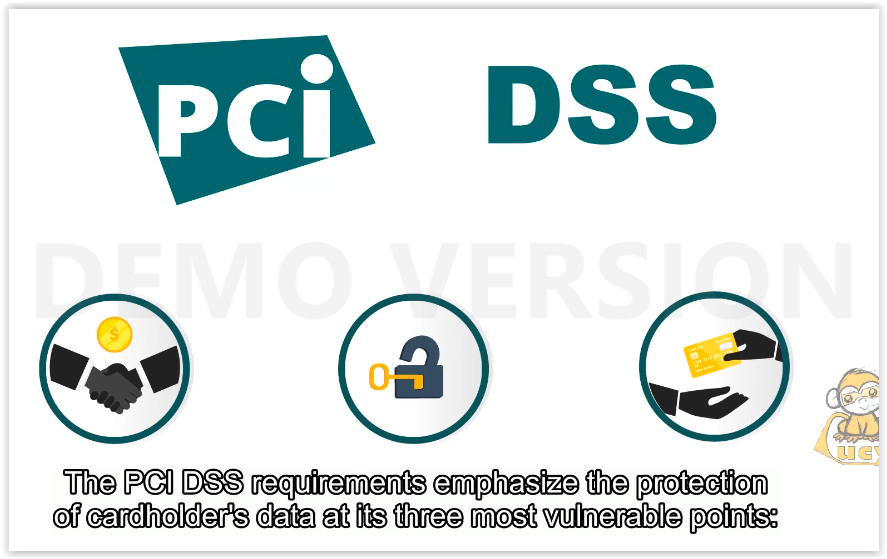 PCi DSS
DEMO VERSION
$
ucy
The PCI DSS requirements emphasize the protection
of cardholder's data at its three most vulnerable points: